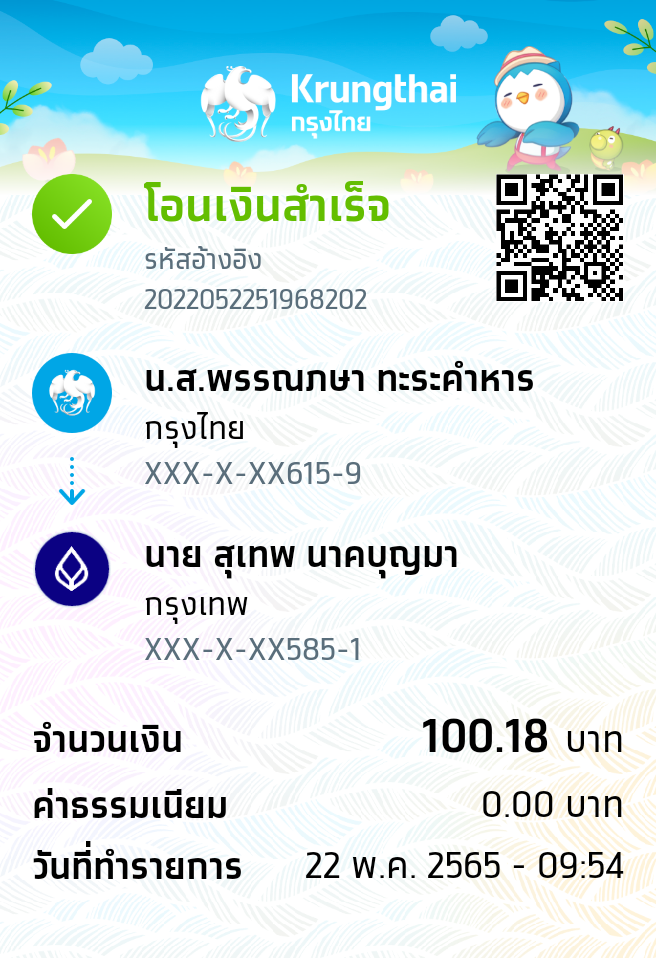 Krungthai
กรุงไทย
โอนเงินสำเร็จ
รหัสอ้างอิง
2022052251968202
น.ส.พรรณภษา ทะระคำหาร
กรุงไทย
XXX-X-XX615-9
นาย สุเทพ นาคบุญมา
กรุงเทพ
XXX-X-XX585-1
จำนวนเงิน 100.18 บาท
ค่าธรรมเนียม 0.00 บาท
วันที่ทำรายการ 22 พ.ค. 2565 - 09:54